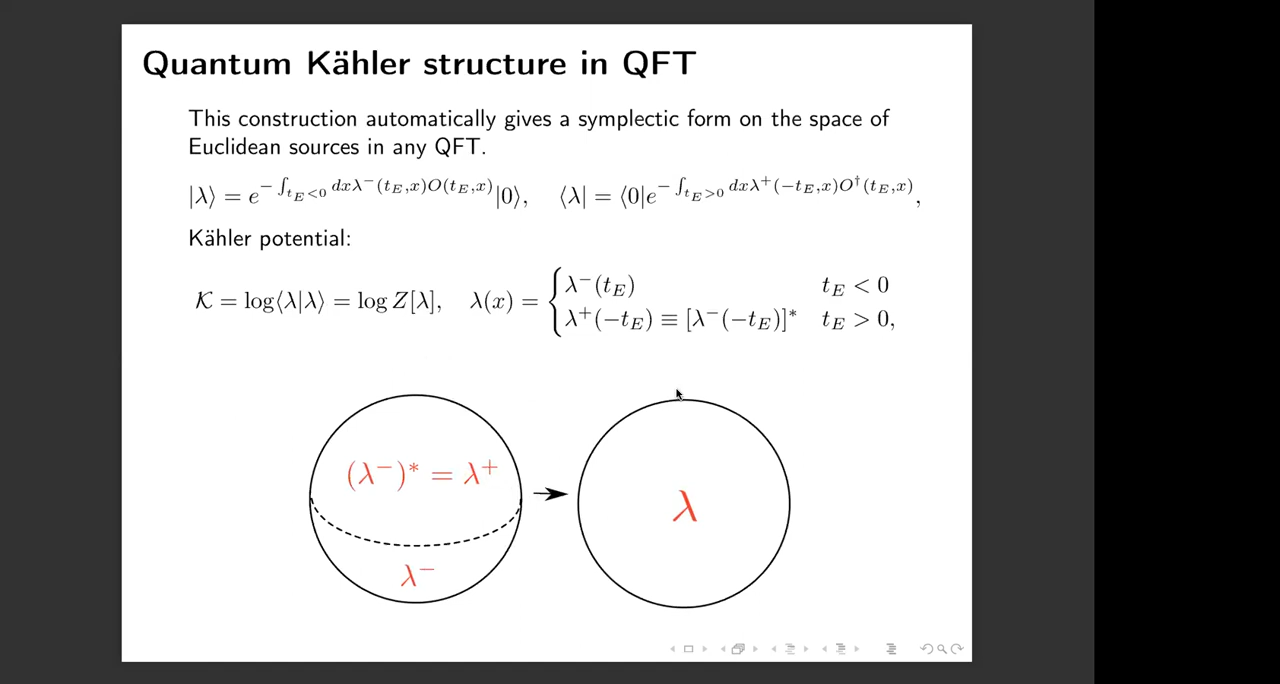 Quantum Kähler structure in QFT
This construction automatically gives a symplectic form on the space of
Euclidean sources in any QFT.
|λ⟩ = e^{−∫_{t_E<0} dxλ^−(t_E,x)O(t_E,x)}|0⟩, ⟨λ| = ⟨0|e^{−∫_{t_E>0} dxλ^+(−t_E,x)O^†(t_E,x)},
Kähler potential:
𝒦 = log⟨λ|λ⟩ = log Z[λ], λ(x) = { λ^−(t_E) t_E < 0
λ^+(−t_E) ≡ [λ^−(−t_E)]^* t_E > 0,
(λ^−)^* = λ^+
λ
λ^−